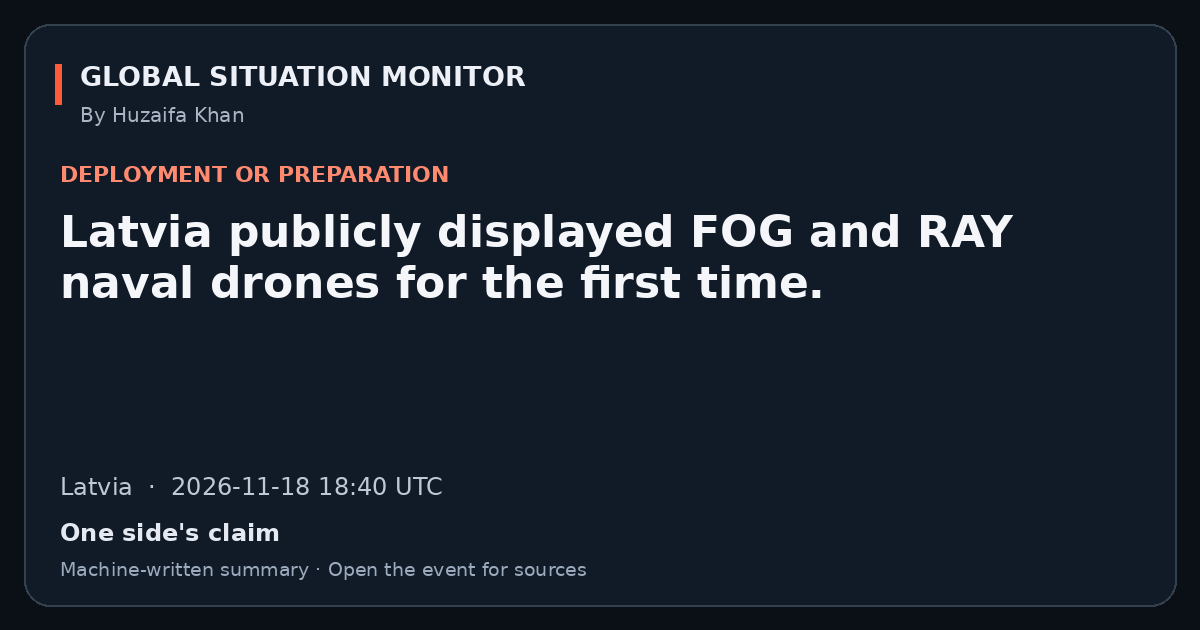 GLOBAL SITUATION MONITOR
By Huzaifa Khan
DEPLOYMENT OR PREPARATION
Latvia publicly displayed FOG and RAY
naval drones for the first time.
Latvia · 2026-11-18 18:40 UTC
One side's claim
Machine-written summary · Open the event for sources